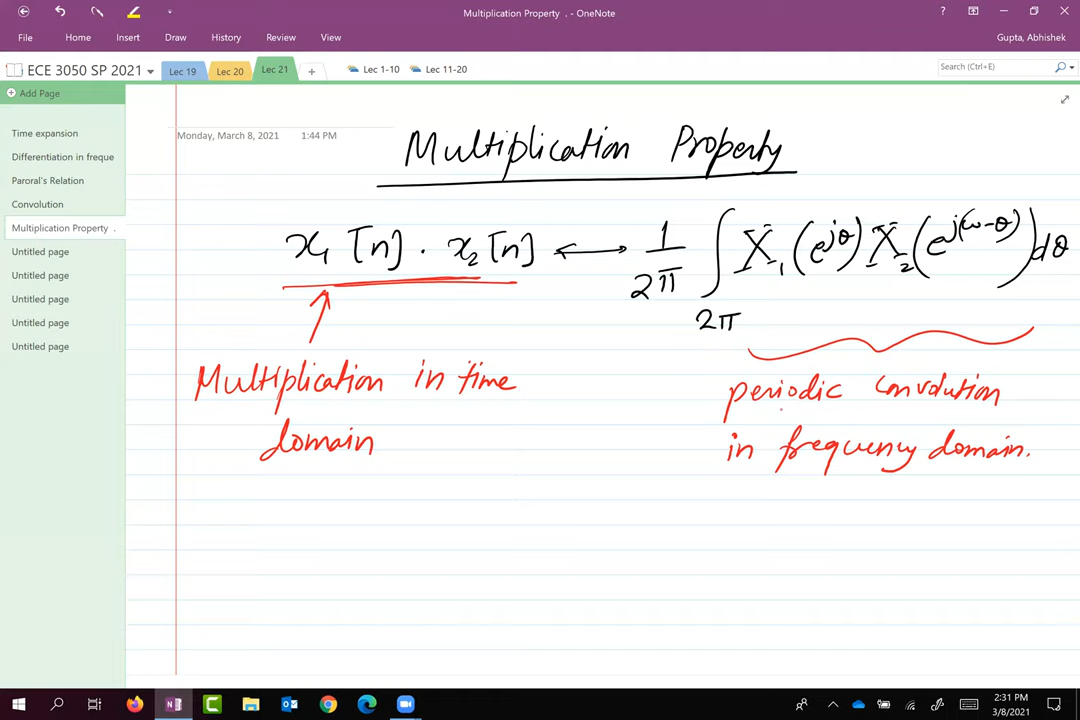 Multiplication Property . - OneNote
?
File Home Insert Draw History Review View
Gupta, Abhishek
ECE 3050 SP 2021
Lec 19
Lec 20
Lec 21
+
Lec 1-10
Lec 11-20
Search (Ctrl+E)
Add Page
Time expansion
Differentiation in freque
Paroral's Relation
Convolution
Multiplication Property .
Untitled page
Untitled page
Untitled page
Untitled page
Untitled page
Monday, March 8, 2021 1:44 PM
Multiplication Property
x₁[n] · x₂[n] ⟷ 1/2π ∫_2π X₁(e^jθ) X₂(e^j(ω-θ)) dθ
Multiplication in time
domain
periodic convolution
in frequency domain.
2:31 PM
3/8/2021